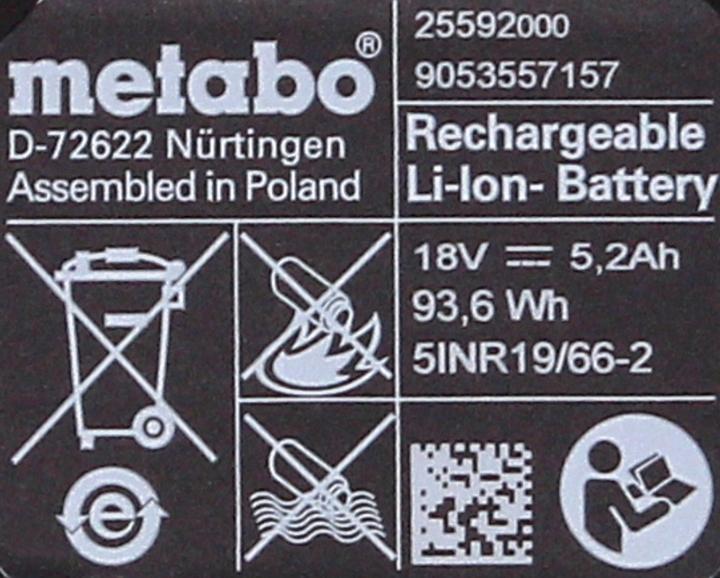 metabo®
D-72622 Nürtingen
Assembled in Poland
25592000
9053557157
Rechargeable
Li-Ion- Battery
18V ⎓ 5,2Ah
93,6 Wh
5INR19/66-2
e